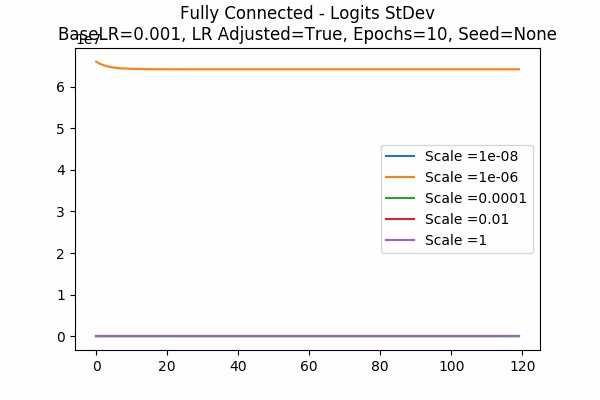 Fully Connected - Logits StDev
BaseLR=0.001, LR Adjusted=True, Epochs=10, Seed=None
1e7
6
5
4
3
2
1
0
Scale =1e-08
Scale =1e-06
Scale =0.0001
Scale =0.01
Scale =1
0 20 40 60 80 100 120